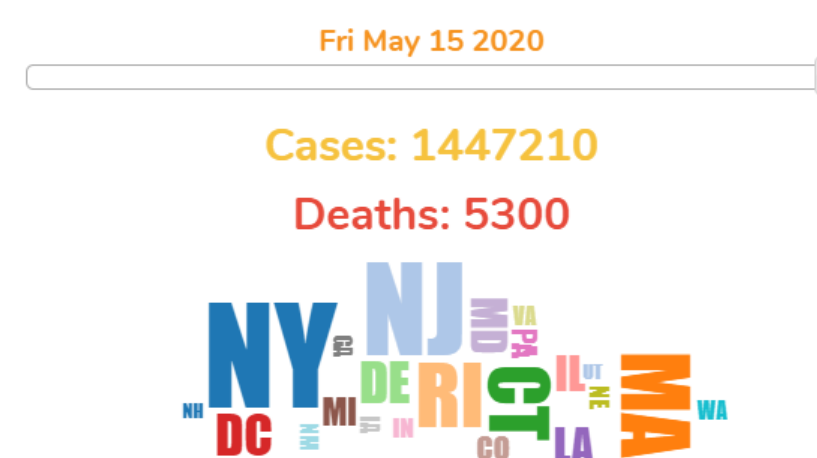 Fri May 15 2020
Cases: 1447210
Deaths: 5300
NJ
NY
MD
VA
PA
DE
RI
CT
IL
UT
NE
MA
WA
NH
DC
MI
IA
IN
CO
LA